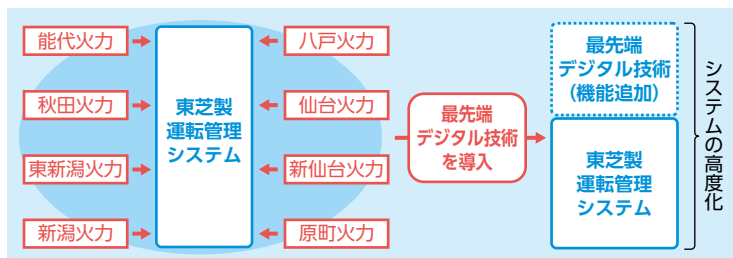 能代火力
秋田火力
東新潟火力
新潟火力
東芝製
運転管理
システム
八戸火力
仙台火力
新仙台火力
原町火力
最先端
デジタル技術
を導入
最先端
デジタル技術
（機能追加）
東芝製
運転管理
システム
システムの高度化